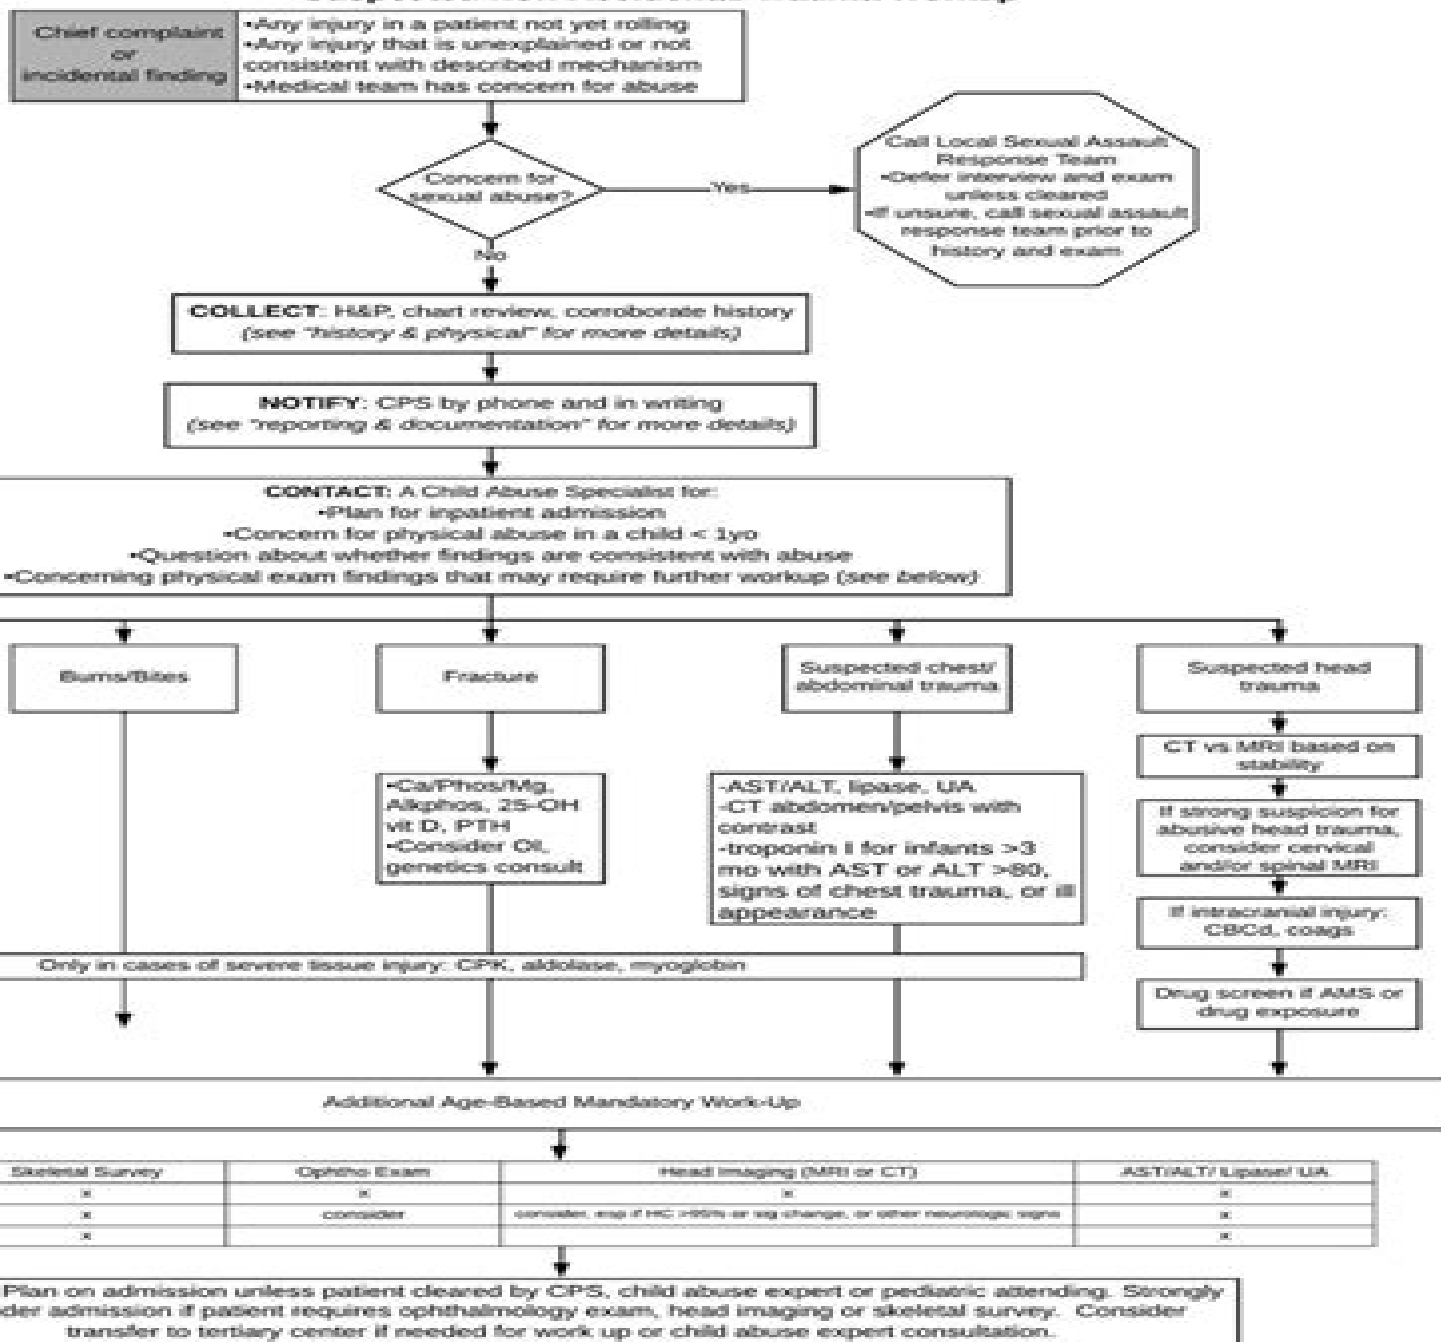 Chief complaint
or
incidental finding
•Any injury in a patient not yet rolling
•Any injury that is unexplained or not
consistent with described mechanism
•Medical team has concern for abuse
Concern for
sexual abuse?
Yes
No
Call Local Sexual Assault
Response Team
•Defer interview and exam
unless cleared
•If unsure, call sexual assault
response team prior to
history and exam
COLLECT: H&P, chart review, corroborate history
(see "history & physical" for more details)
NOTIFY: CPS by phone and in writing
(see "reporting & documentation" for more details)
CONTACT: A Child Abuse Specialist for:
•Plan for inpatient admission
•Concern for physical abuse in a child < 1yo
•Question about whether findings are consistent with abuse
•Concerning physical exam findings that may require further workup (see below)
Burns/Bites
Fracture
Suspected chest/
abdominal trauma
Suspected head
trauma
•Ca/Phos/Mg,
Alkphos, 25-OH
vit D, PTH
•Consider OI,
genetics consult
-AST/ALT, lipase, UA
-CT abdomen/pelvis with
contrast
-troponin I for infants >3
mo with AST or ALT >80,
signs of chest trauma, or ill
appearance
CT vs MRI based on
stability
If strong suspicion for
abusive head trauma,
consider cervical
and/or spinal MRI
If intracranial injury:
CBCd, coags
Drug screen if AMS or
drug exposure
Only in cases of severe tissue injury: CPK, aldolase, myoglobin
Additional Age-Based Mandatory Work-Up
Skeletal Survey Ophtho Exam Head Imaging (MRI or CT) AST/ALT/ Lipase/ UA
x x x x
x consider consider, esp if HC >95% or sig change, or other neurologic signs x
x x
Plan on admission unless patient cleared by CPS, child abuse expert or pediatric attending. Strongly
der admission if patient requires ophthalmology exam, head imaging or skeletal survey. Consider
transfer to tertiary center if needed for work up or child abuse expert consultation.